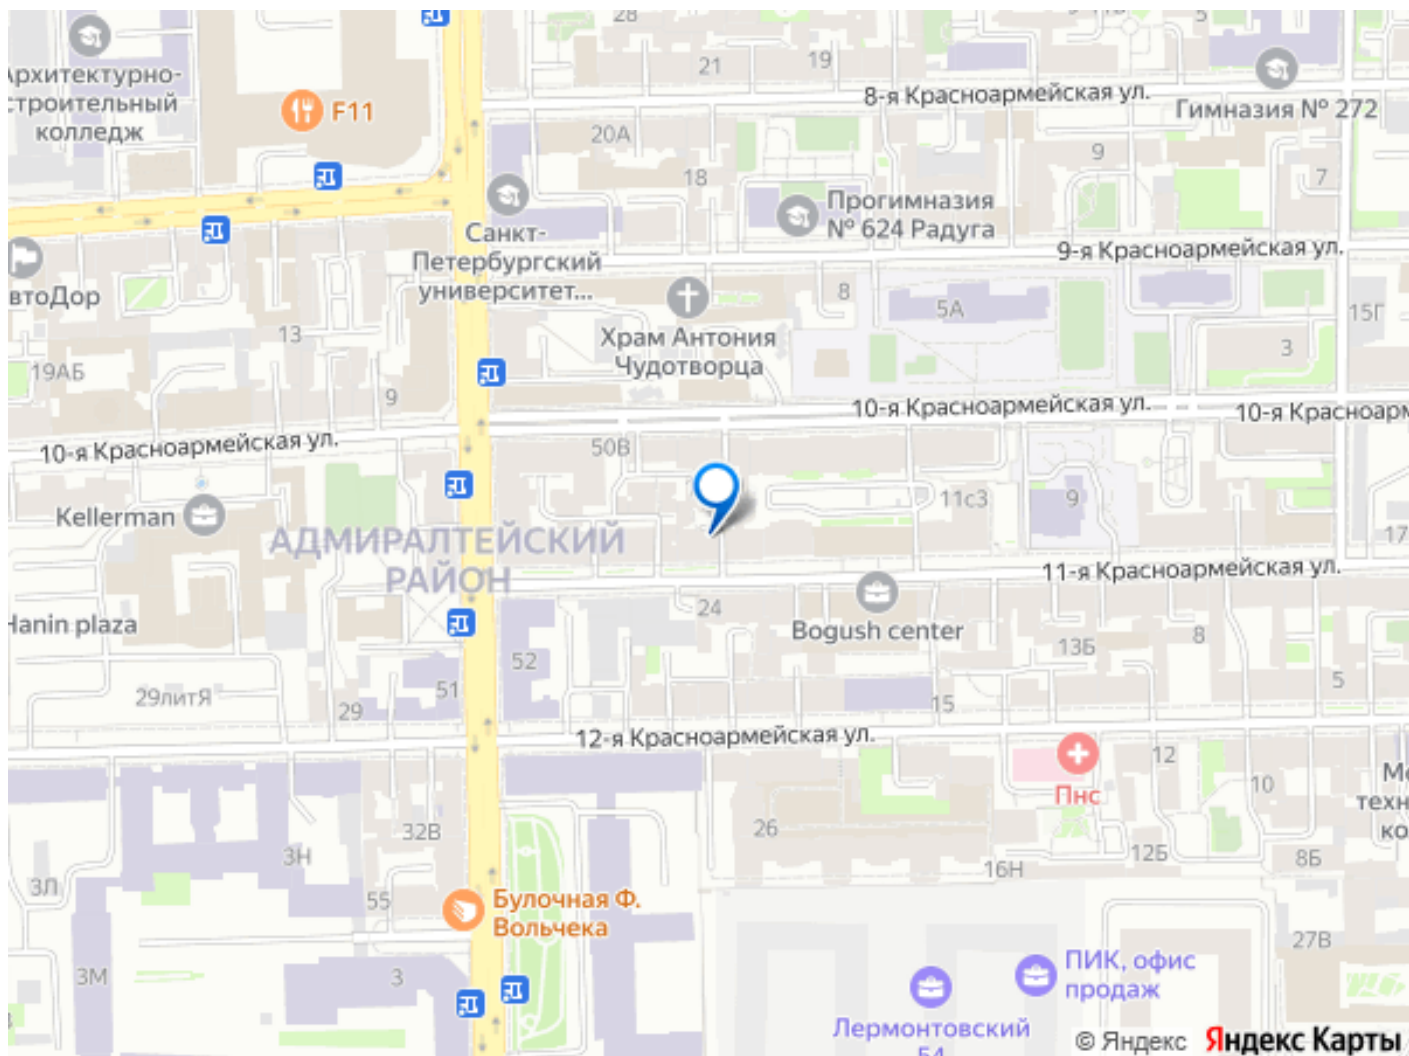 28
5
21
19
8-я Красноармейская ул.
Архитектурно-
строительный
колледж
F11
Гимназия № 272
20А
9
18
7
Прогимназия
№ 624 Радуга
Санкт-
Петербургский
университет...
9-я Красноармейская ул.
втоДор
8
5А
15Г
13
Храм Антония
Чудотворца
3
19АБ
9
10-я Красноармейская ул.
10-я Красноарм
10-я Красноармейская ул.
50В
11с3
9
Kellerman
17
АДМИРАЛТЕЙСКИЙ
РАЙОН
11-я Красноармейская ул.
24
Hanin plaza
Bogush center
13Б
8
52
5
29литЯ
51
29
15
12-я Красноармейская ул.
12
10
Пнс
Ме
техн
ко
32В
26
3Н
12Б
8Б
16Н
3Л
55
Булочная Ф.
Вольчека
27В
3М
3
ПИК, офис
продаж
Лермонтовский
54
© Яндекс Яндекс Карты